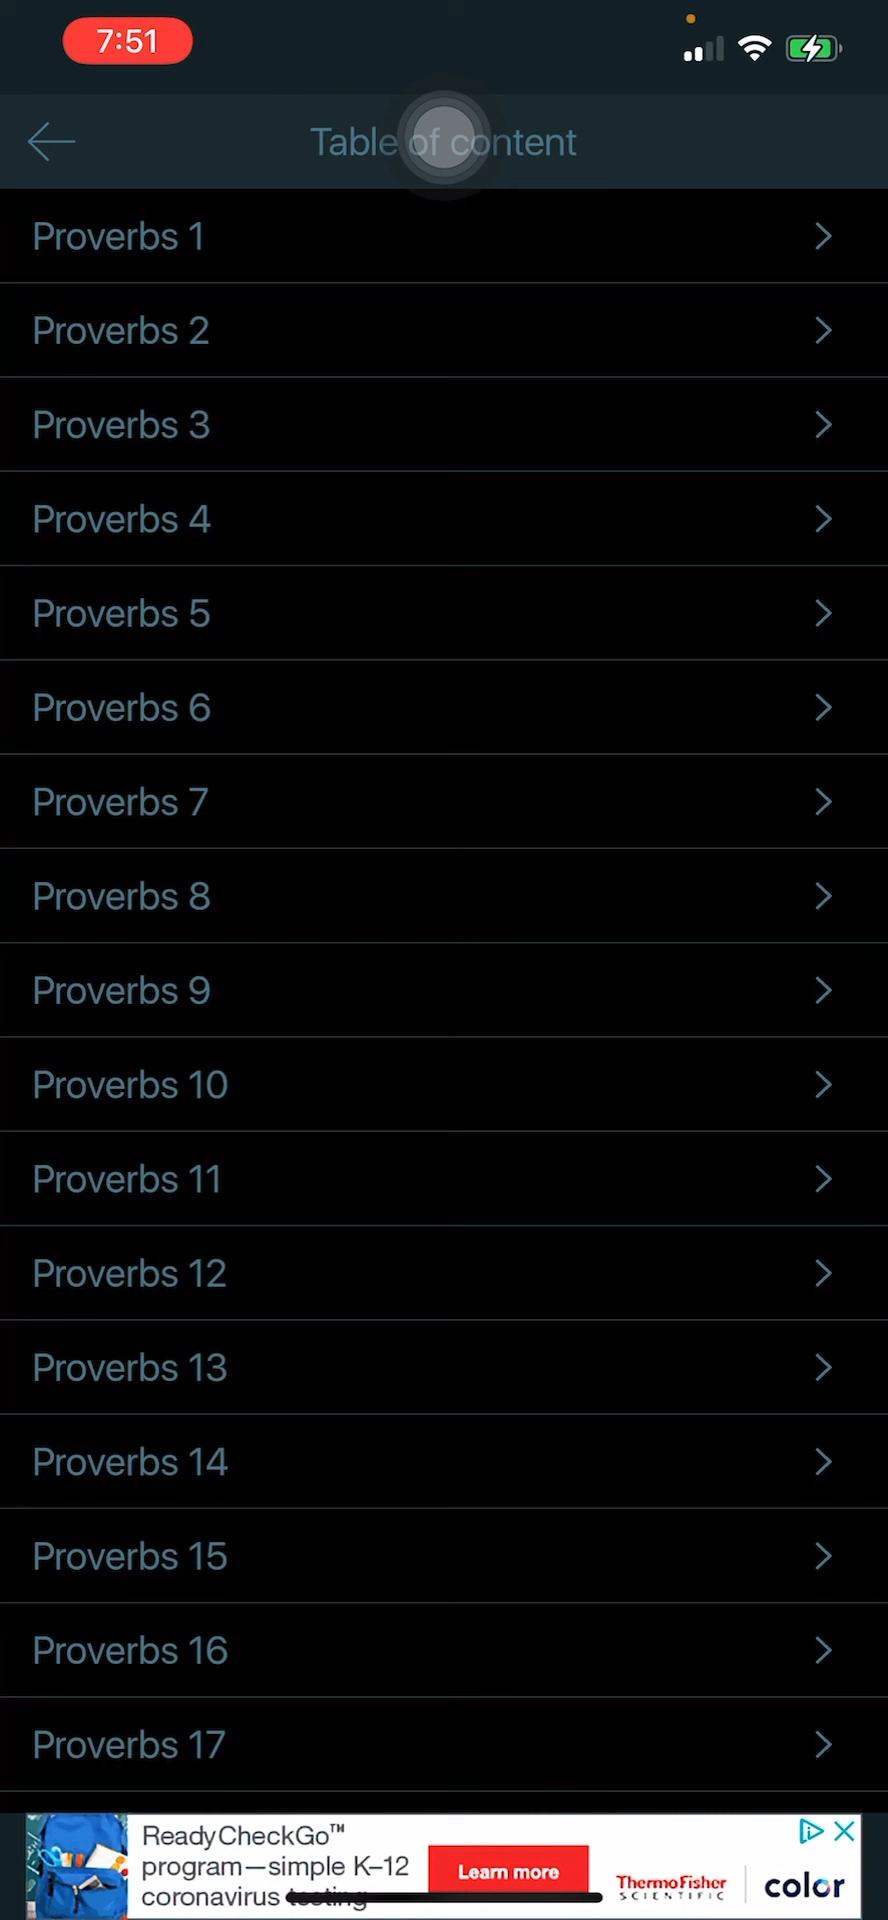 7:51
Table of content
Proverbs 1
Proverbs 2
Proverbs 3
Proverbs 4
Proverbs 5
Proverbs 6
Proverbs 7
Proverbs 8
Proverbs 9
Proverbs 10
Proverbs 11
Proverbs 12
Proverbs 13
Proverbs 14
Proverbs 15
Proverbs 16
Proverbs 17
ReadyCheckGo™
program—simple K–12
coronavirus testing
Learn more
ThermoFisher
SCIENTIFIC
color